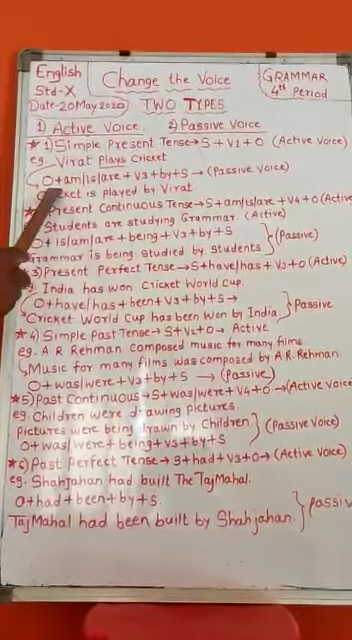 English
Std-X
Date-20May2020
Change the Voice
TWO TYPES
GRAMMAR
4th Period
1) Active Voice 2) Passive Voice
★ 1) Simple Present Tense→S+V1+O (Active Voice)
eg. Virat Plays Cricket
O+am/is/are+V3+by+S→(Passive Voice)
is played by Virat
Present Continuous Tense→S+am/is/are+V4+O (Active
Students are studying Grammar (Active)
O+is/am/are+being+V3+by+S
Grammar is being studied by students (Passive)
3) Present Perfect Tense→S+have/has+V3+O (Active)
India has won Cricket World Cup.
O+have/has+been+V3+by+S→
Cricket World Cup has been won by India. Passive
★ 4) Simple Past Tense→S+V2+O→Active
eg. A.R Rehman composed music for many films.
Music for many films was composed by A.R. Rehman.
O+was/were+V3+by+S → (Passive)
★ 5) Past Continuous→S+was/were+V4+O→(Active Voice
eg. Children were drawing pictures.
Pictures were being drawn by Children. (Passive Voice)
O+was/were+being+V3+by+S
★ 6) Past Perfect Tense→S+had+V3+O→(Active Voice)
eg. Shahjahan had built The TajMahal.
O+had+been+by+S.
TajMahal had been built by Shahjahan. Passiv